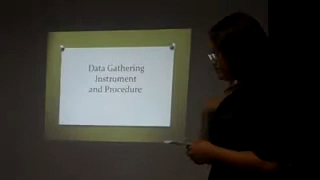 Data Gathering
Instrument
and Procedure